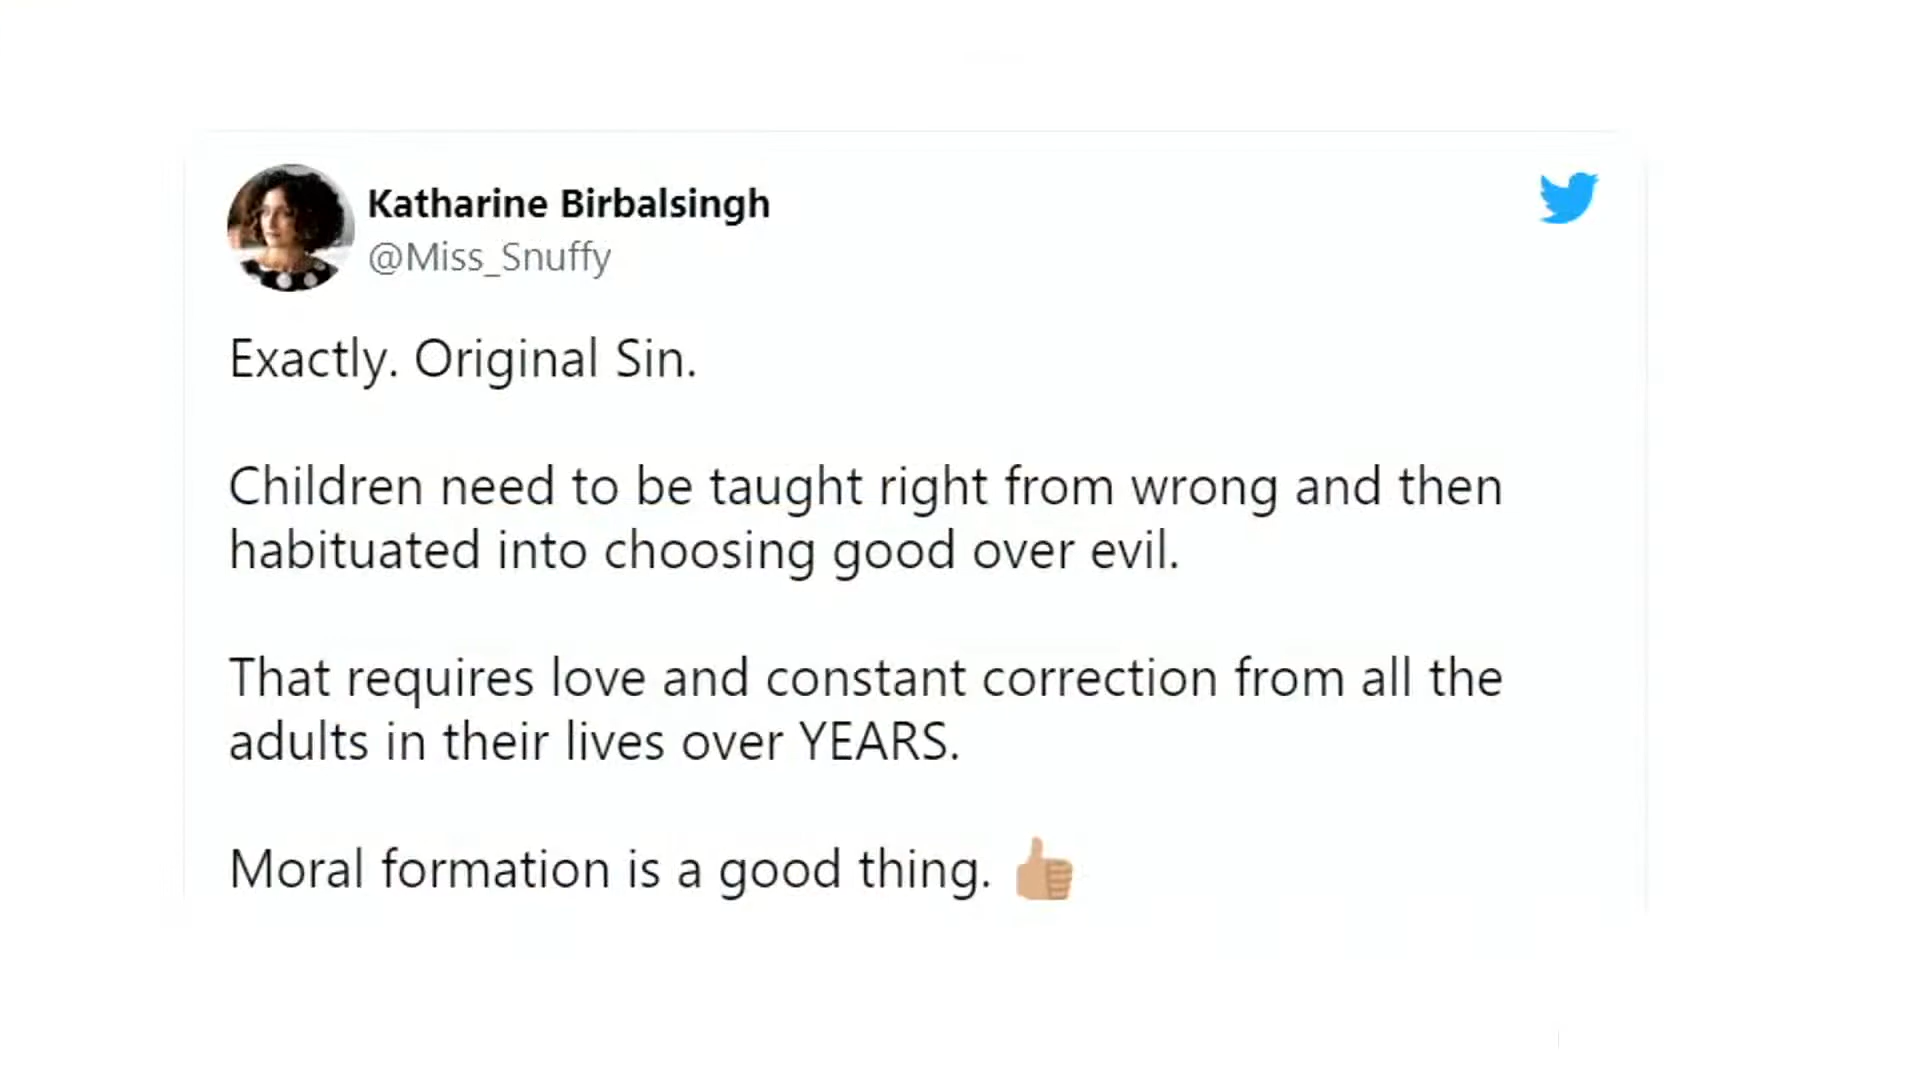 Katharine Birbalsingh
@Miss_Snuffy
Exactly. Original Sin.
Children need to be taught right from wrong and then
habituated into choosing good over evil.
That requires love and constant correction from all the
adults in their lives over YEARS.
Moral formation is a good thing. 👍🏽